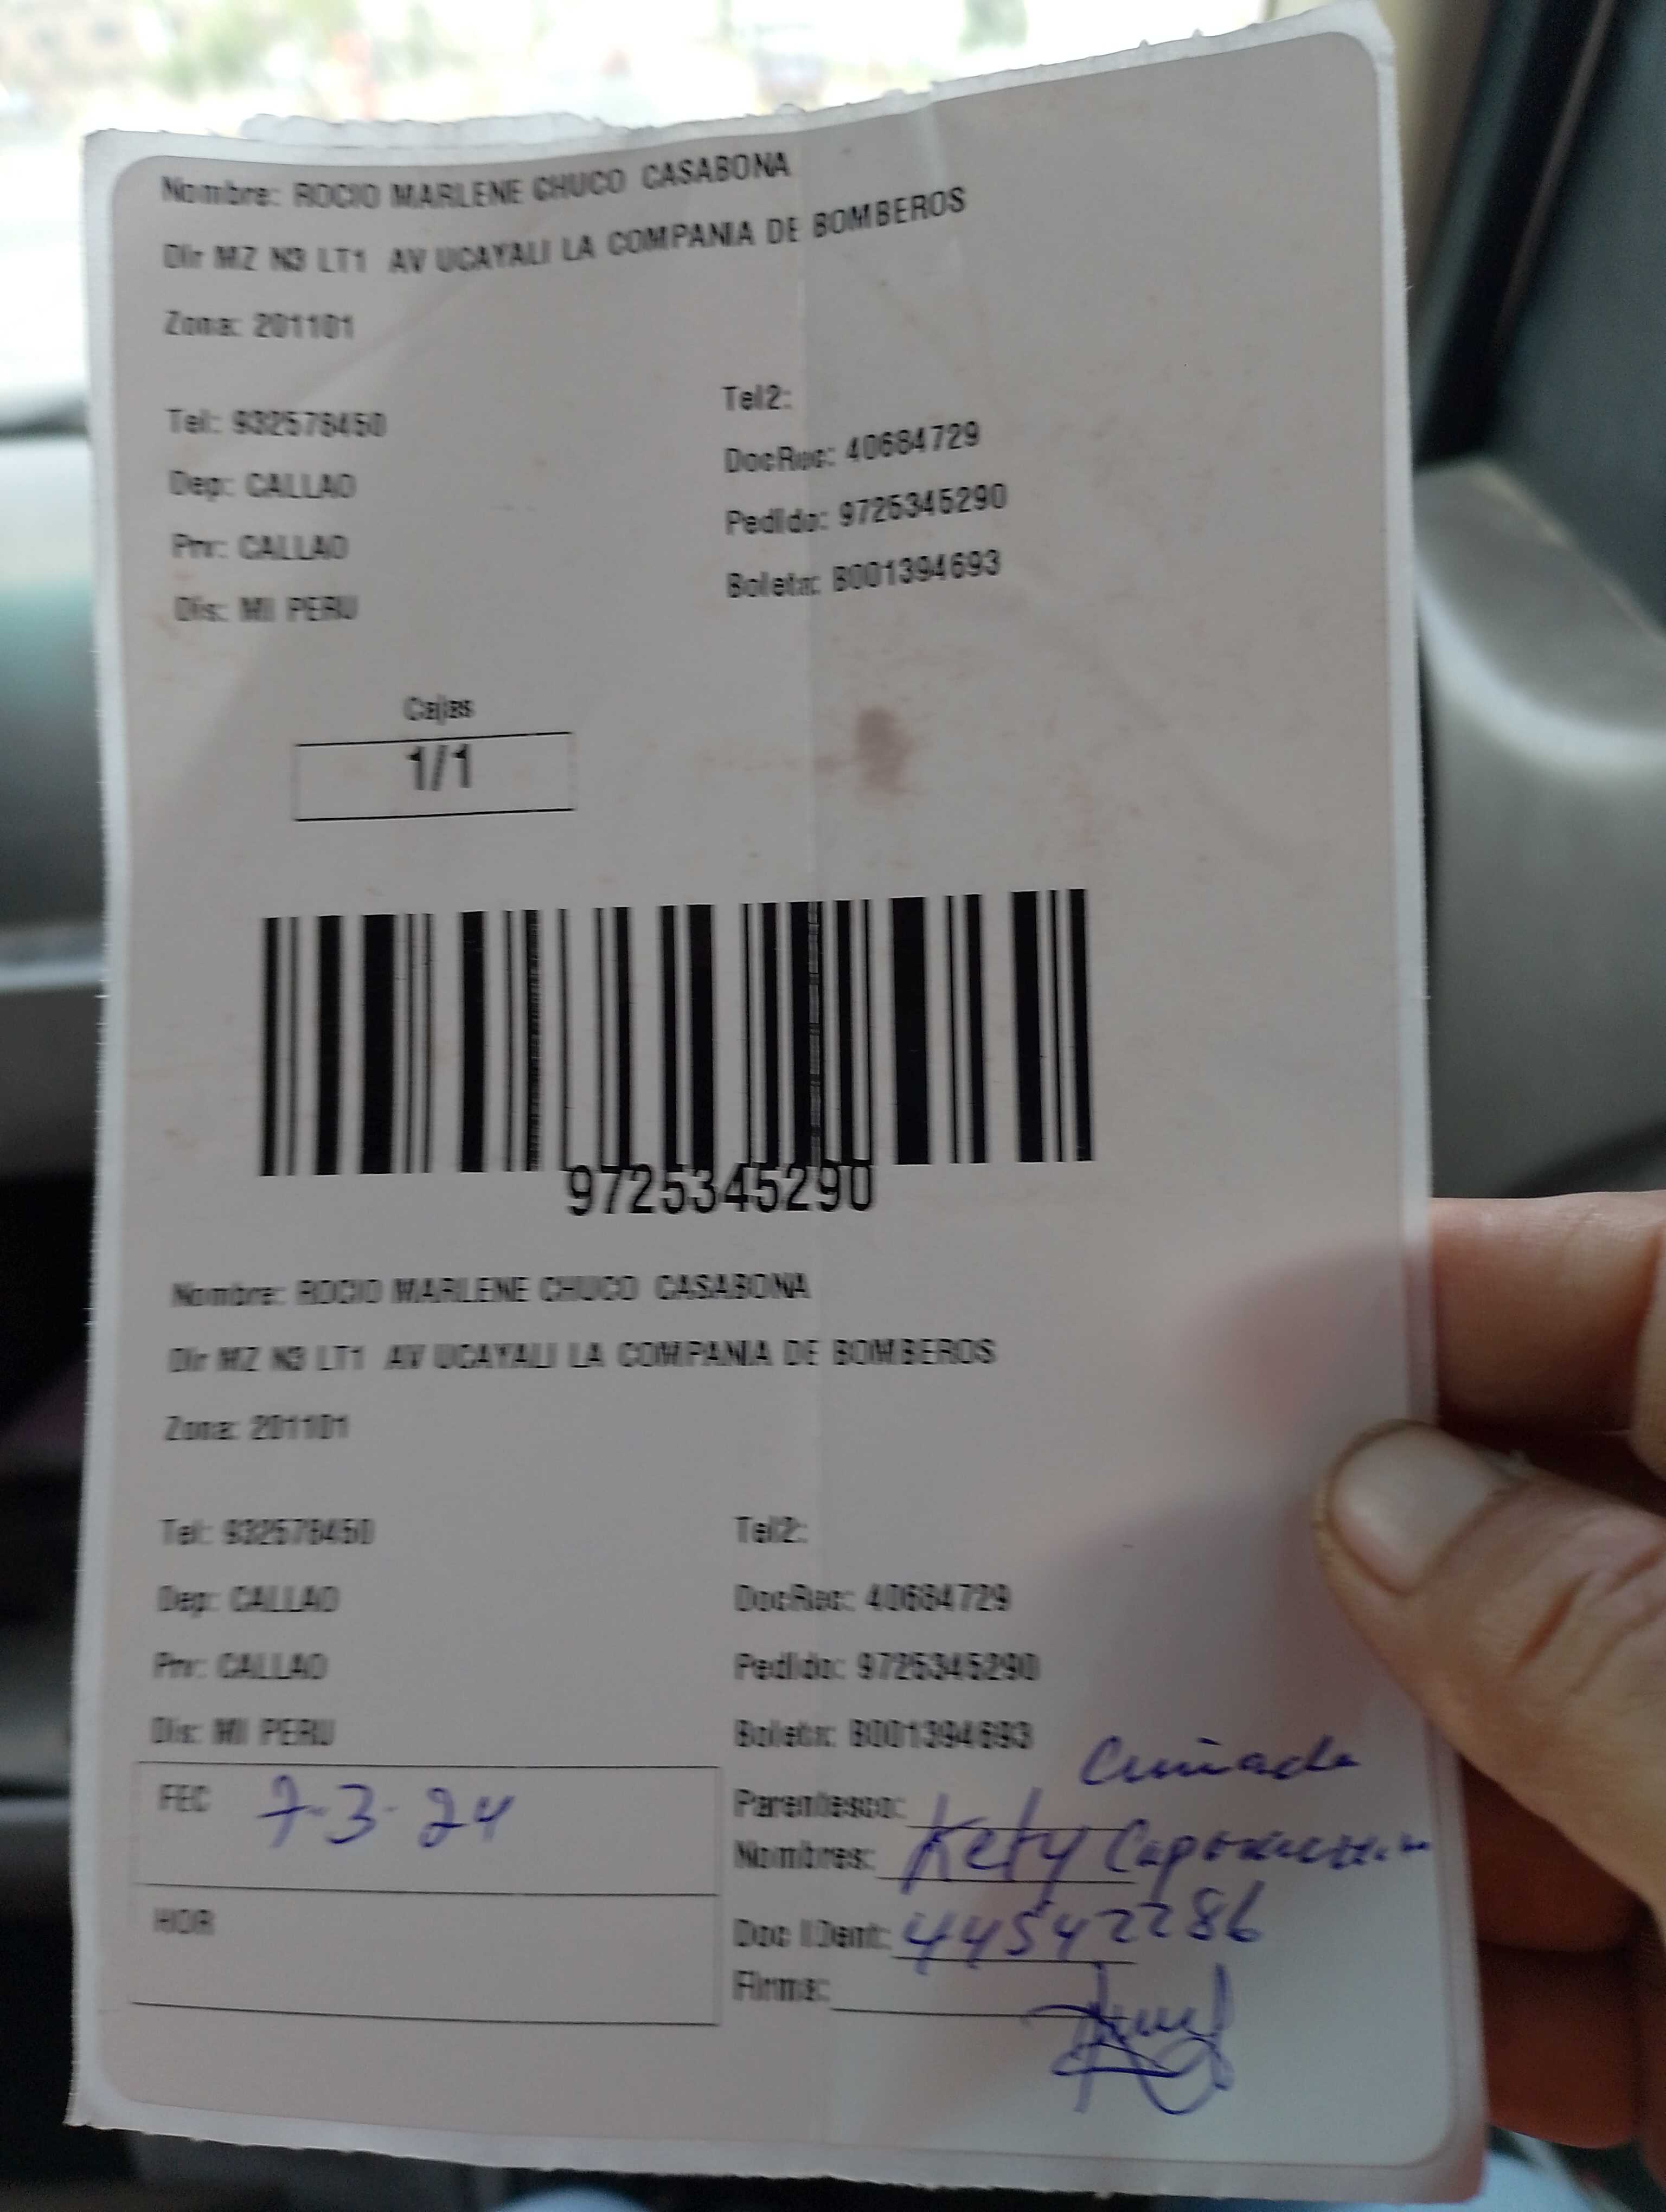 Nombre: ROCIO MARLENE CHUCO CASABONA
Dir MZ N3 LT1 AV UCAYALI LA COMPANIA DE BOMBEROS
Zona: 201101
Tel: 932578450
Tel2:
Dep: CALLAO
DocRec: 40684729
Prv: CALLAO
Pedido: 9725345290
Dis: MI PERU
Boleta: B001394693
Cajas
1/1
9725345290
Nombre: ROCIO MARLENE CHUCO CASABONA
Dir MZ N3 LT1 AV UCAYALI LA COMPANIA DE BOMBEROS
Zona: 201101
Tel: 932578450
Tel2:
Dep: CALLAO
DocRec: 40684729
Prv: CALLAO
Pedido: 9725345290
Dis: MI PERU
Boleta: B001394693
FEC 7-3-24
Parentesco: Cuñada
Nombres: Kety
HOR
Doc IDent: 44542286
Firma: